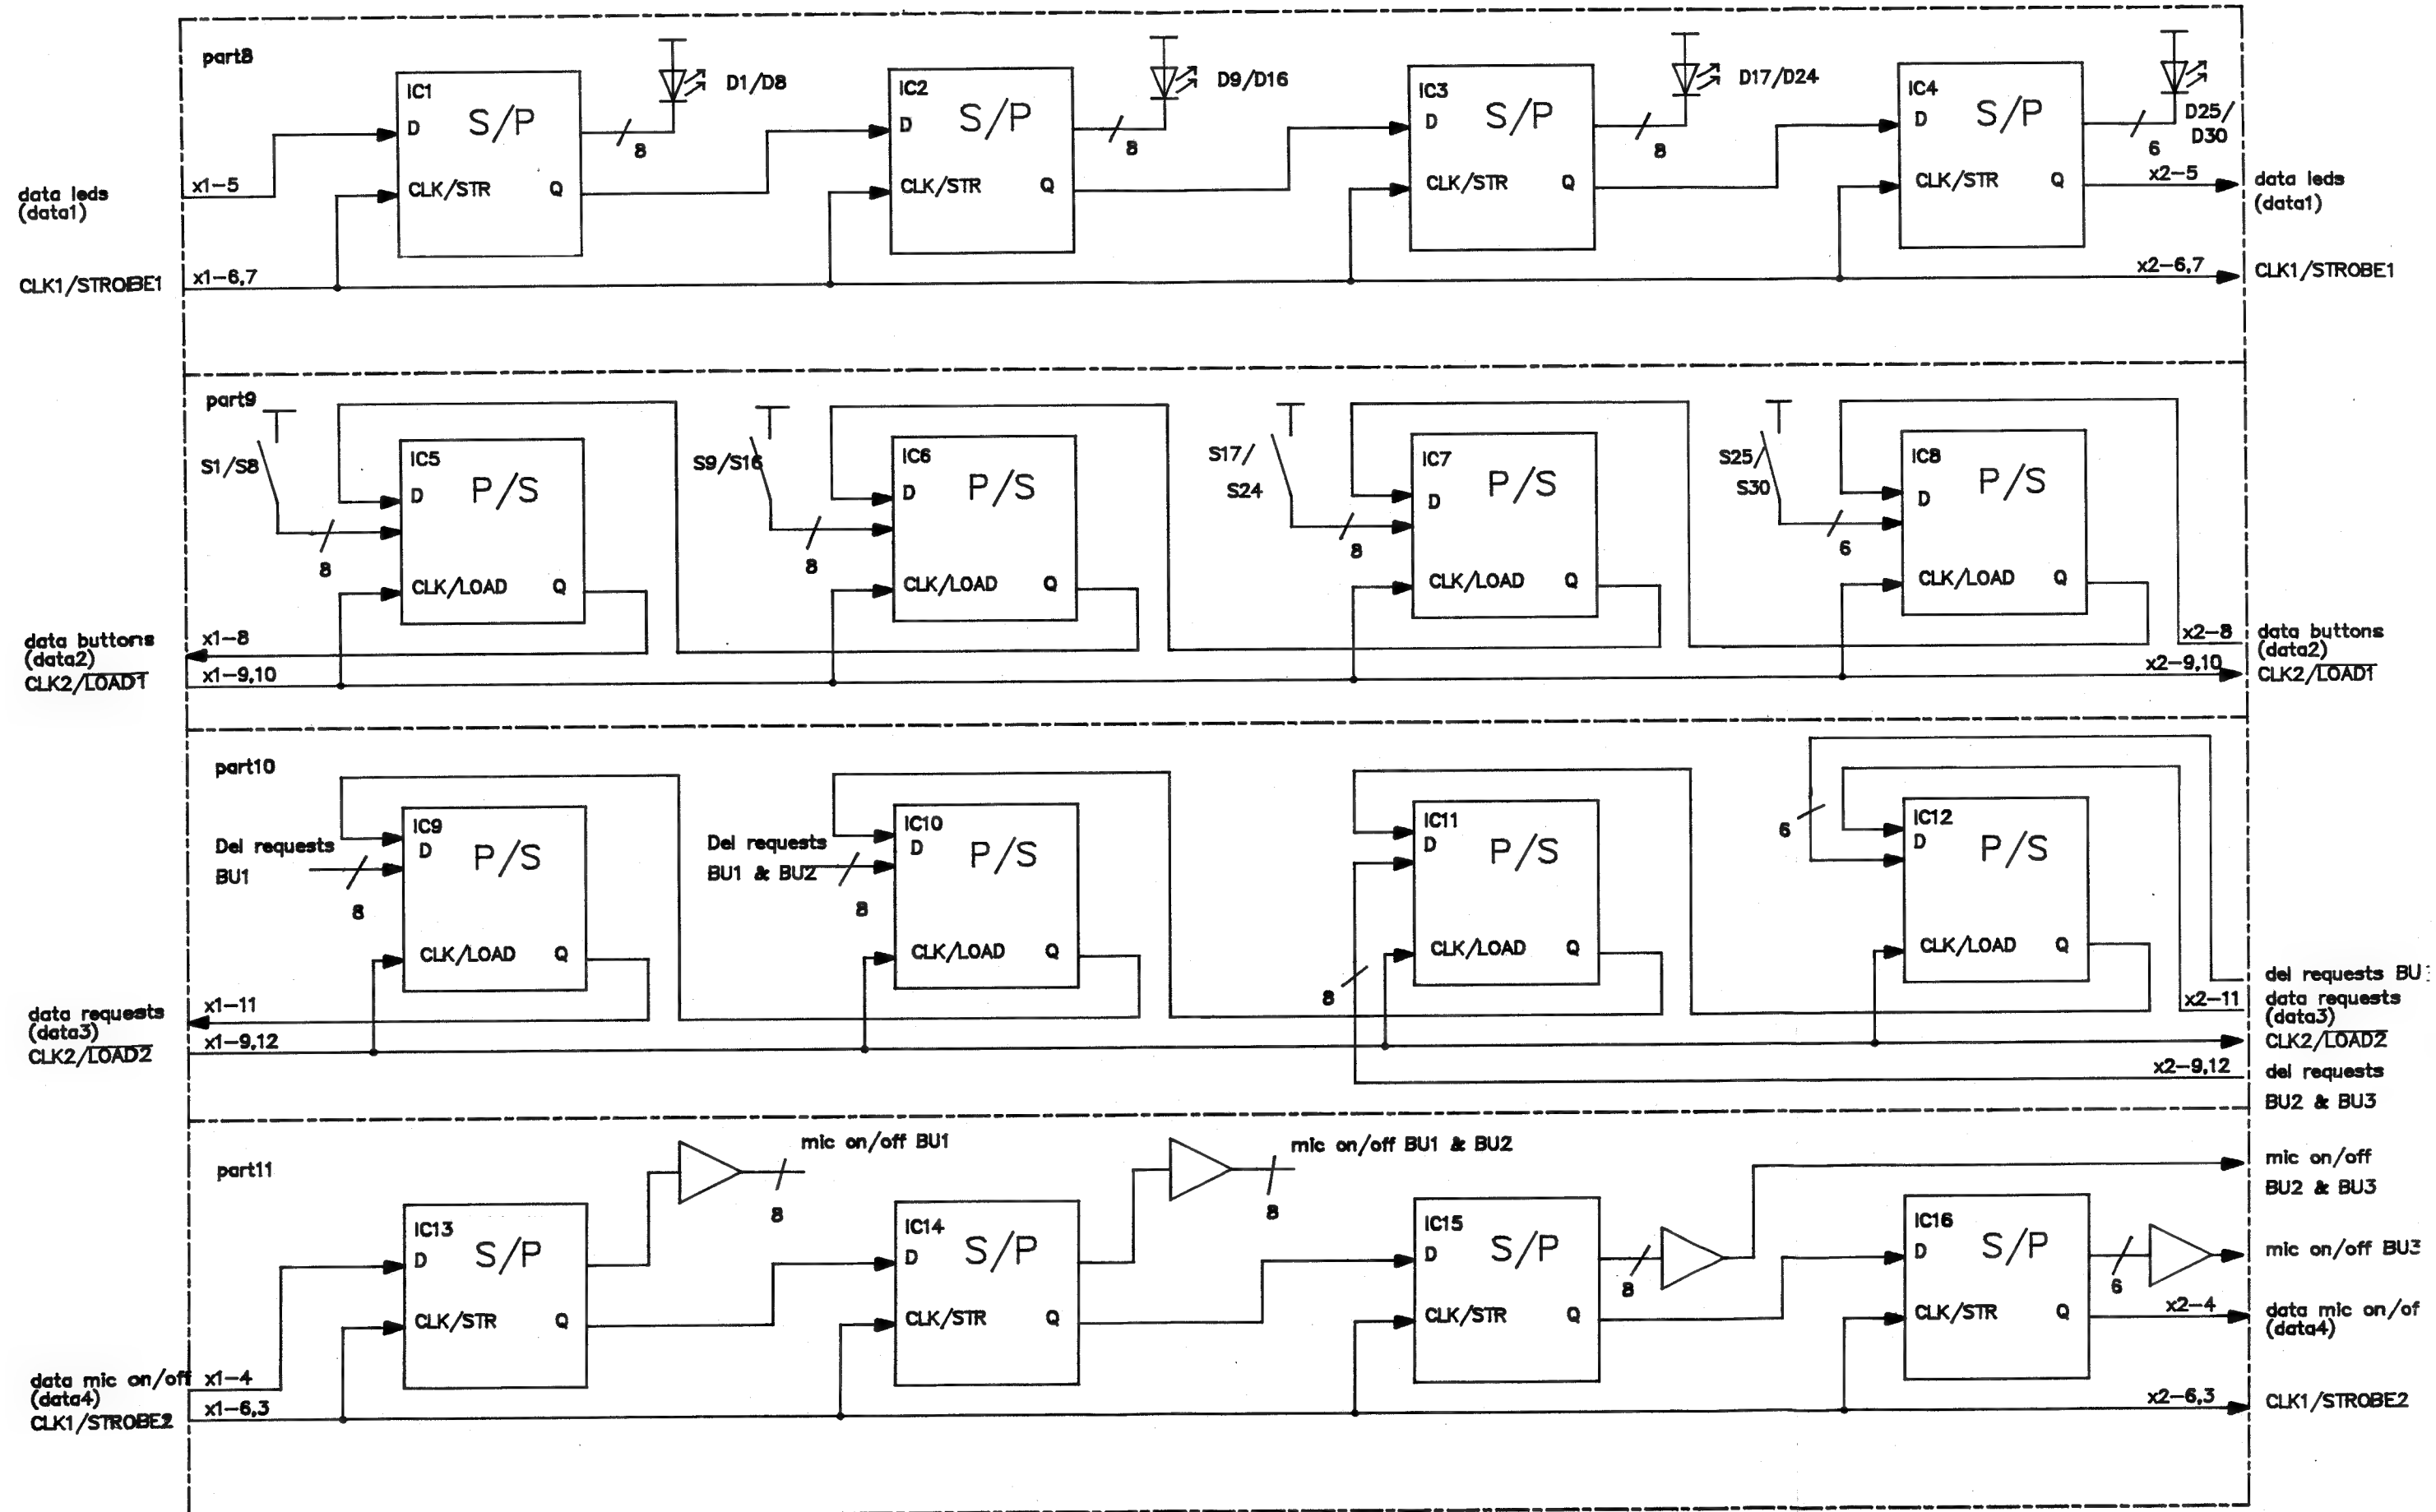 part8
IC1
D
S/P
CLK/STR
Q
8
D1/D8
IC2
D
S/P
CLK/STR
Q
8
D9/D16
IC3
D
S/P
CLK/STR
Q
8
D17/D24
IC4
D
S/P
CLK/STR
Q
6
D25/
D30
data leds
(data1)
x1-5
CLK1/STROBE1
x1-6,7
x2-5
data leds
(data1)
x2-6,7
CLK1/STROBE1
part9
S1/S8
8
IC5
D
P/S
CLK/LOAD
Q
S9/S16
8
IC6
D
P/S
CLK/LOAD
Q
S17/
S24
8
IC7
D
P/S
CLK/LOAD
Q
S25/
S30
6
IC8
D
P/S
CLK/LOAD
Q
data buttons
(data2)
x1-8
CLK2/LOAD1
x1-9,10
x2-8
data buttons
(data2)
x2-9,10
CLK2/LOAD1
part10
Del requests
BU1
8
IC9
D
P/S
CLK/LOAD
Q
Del requests
BU1 & BU2
8
IC10
D
P/S
CLK/LOAD
Q
8
IC11
D
P/S
CLK/LOAD
Q
6
IC12
D
P/S
CLK/LOAD
Q
data requests
(data3)
x1-11
CLK2/LOAD2
x1-9,12
del requests BU
x2-11
data requests
(data3)
CLK2/LOAD2
x2-9,12
del requests
BU2 & BU3
part11
mic on/off BU1
8
IC13
D
S/P
CLK/STR
Q
mic on/off BU1 & BU2
8
IC14
D
S/P
CLK/STR
Q
IC15
D
S/P
CLK/STR
Q
8
IC16
D
S/P
CLK/STR
Q
6
mic on/off
BU2 & BU3
mic on/off BU3
x2-4
data mic on/of
(data4)
data mic on/off
(data4)
x1-4
CLK1/STROBE2
x1-6,3
x2-6,3
CLK1/STROBE2